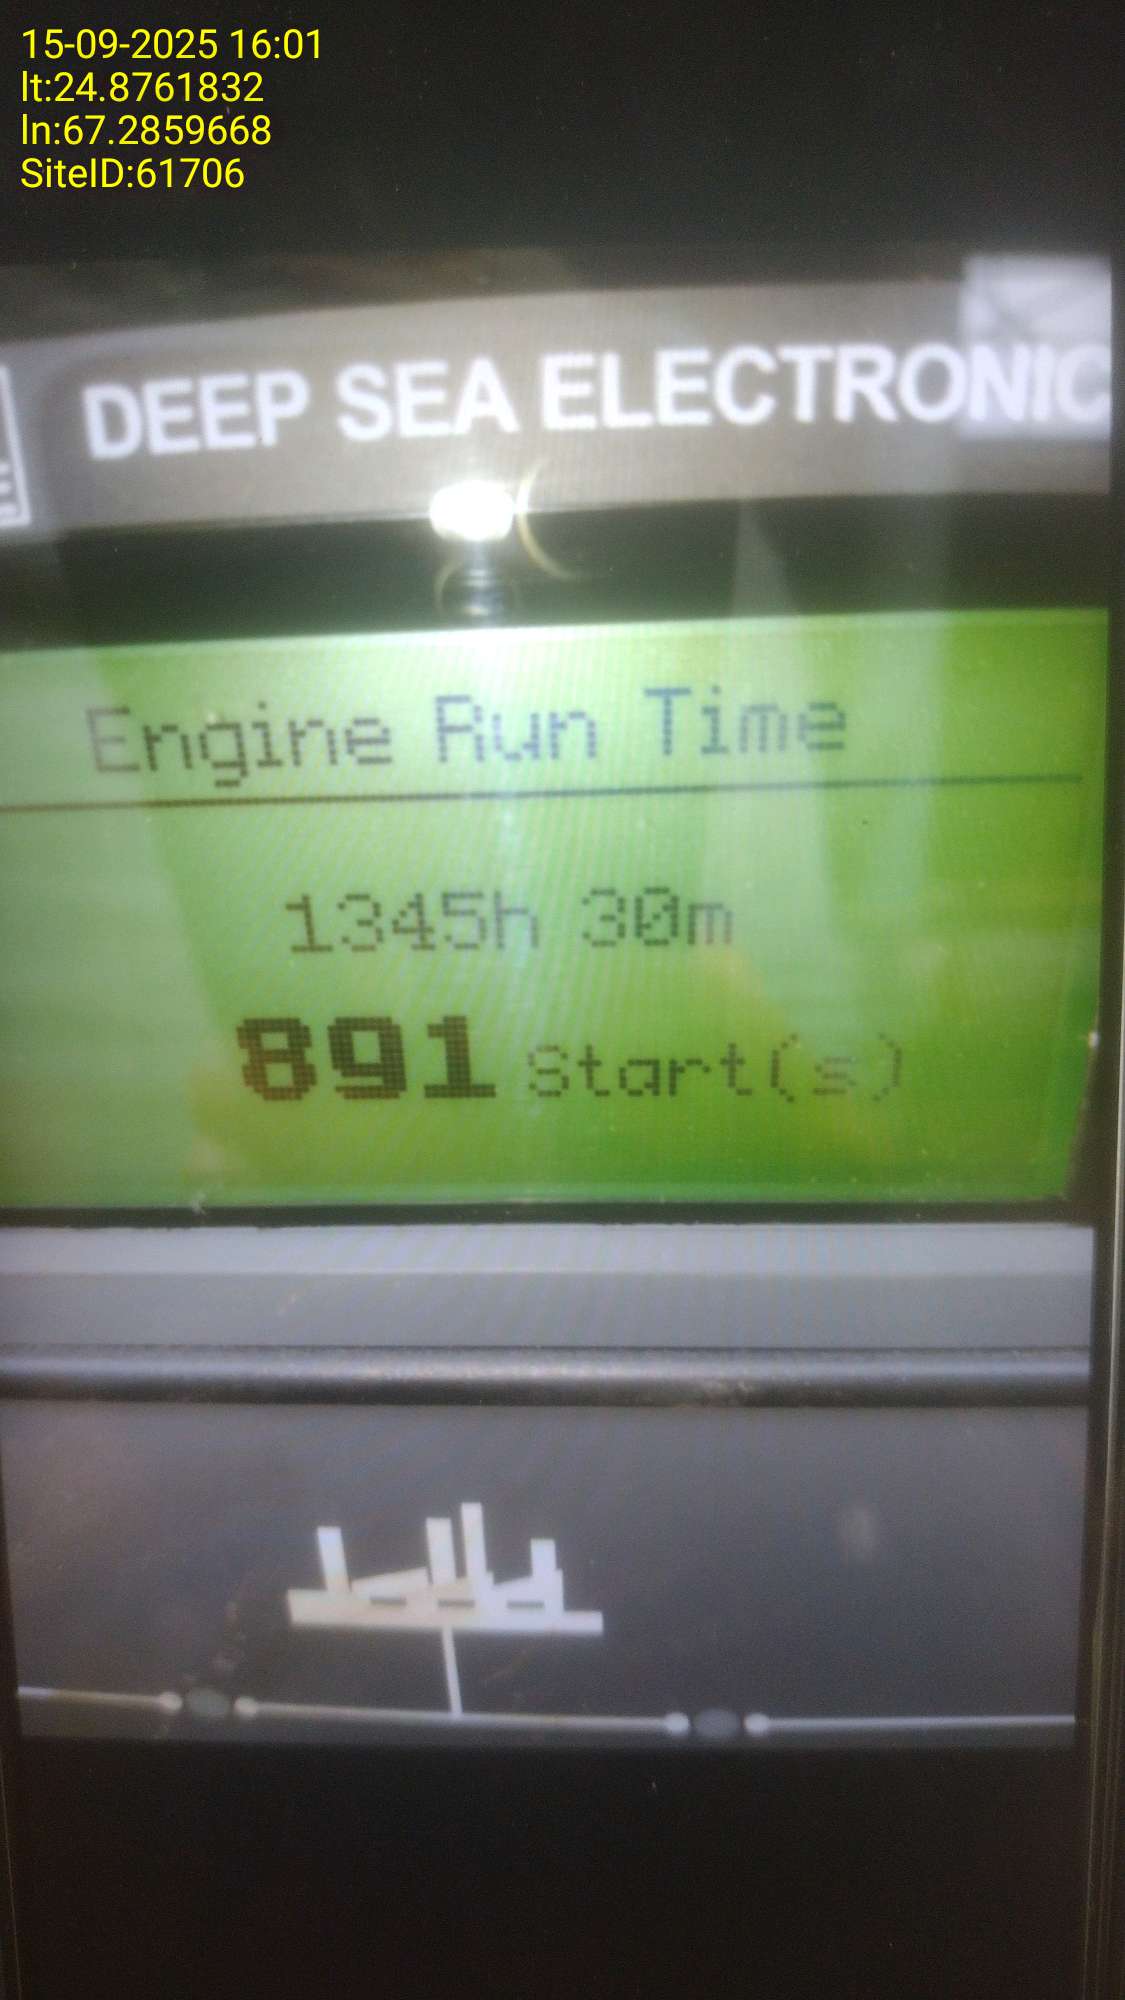 15-09-2025 16:01
lt:24.8761832
ln:67.2859668
SiteID:61706
DEEP SEA ELECTRONIC
Engine Run Time
1345h 30m
891 Start(s)